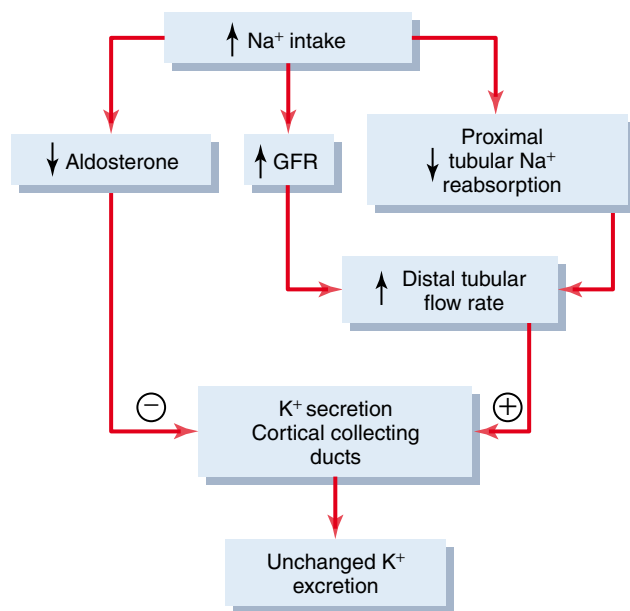 ↑ Na⁺ intake
↓ Aldosterone
↑ GFR
Proximal
↓ tubular Na⁺
reabsorption
↑ Distal tubular
flow rate
−
+
K⁺ secretion
Cortical collecting
ducts
Unchanged K⁺
excretion